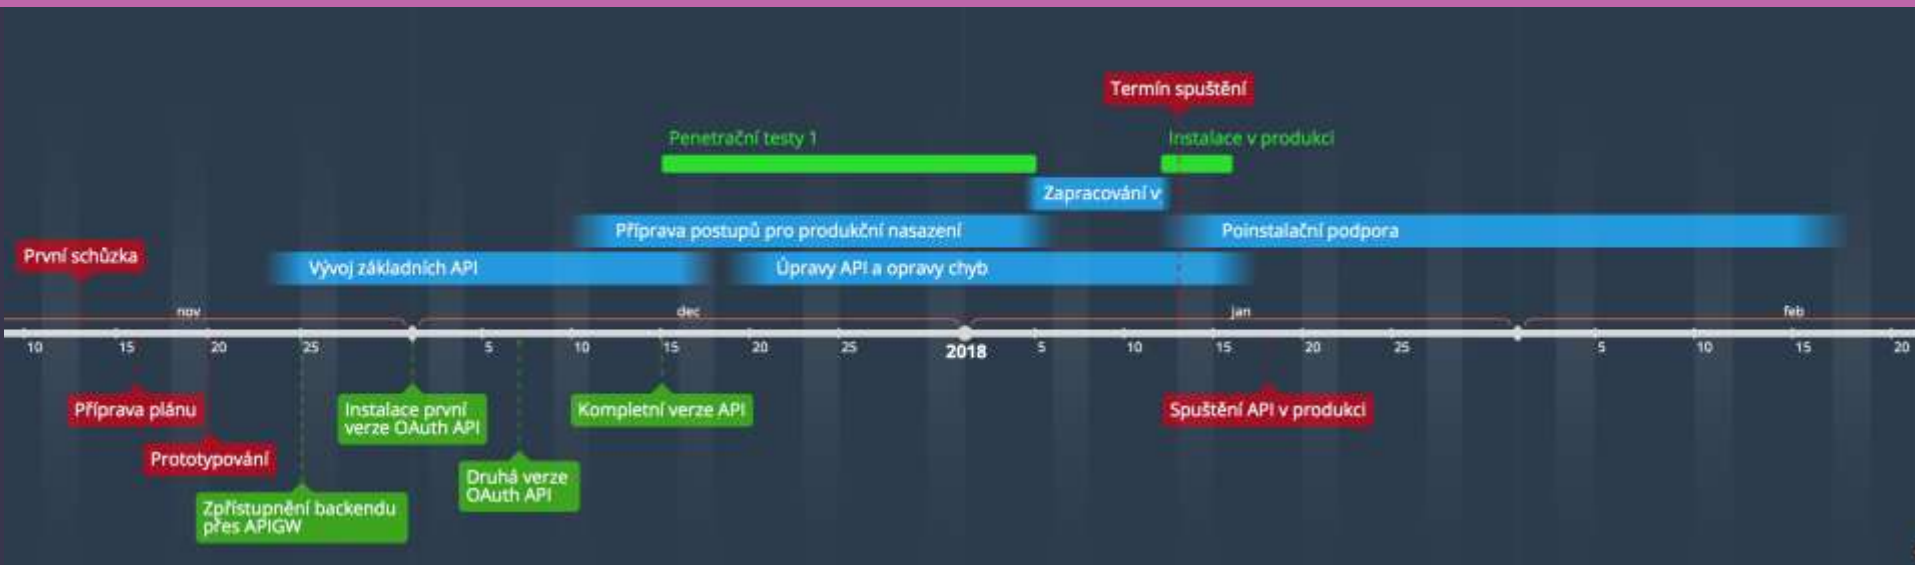 Termín spuštění
Penetrační testy 1
Instalace v produkci
Zapracování v
Příprava postupů pro produkční nasazení
Poinstalační podpora
První schůzka
Vývoj základních API
Úpravy API a opravy chyb
nov
dec
jan
feb
10
15
20
25
5
10
15
20
25
2018
5
10
15
20
25
5
10
15
20
Příprava plánu
Instalace první
verze OAuth API
Kompletní verze API
Spuštění API v produkci
Prototypování
Druhá verze
OAuth API
Zpřístupnění backendu
přes APIGW